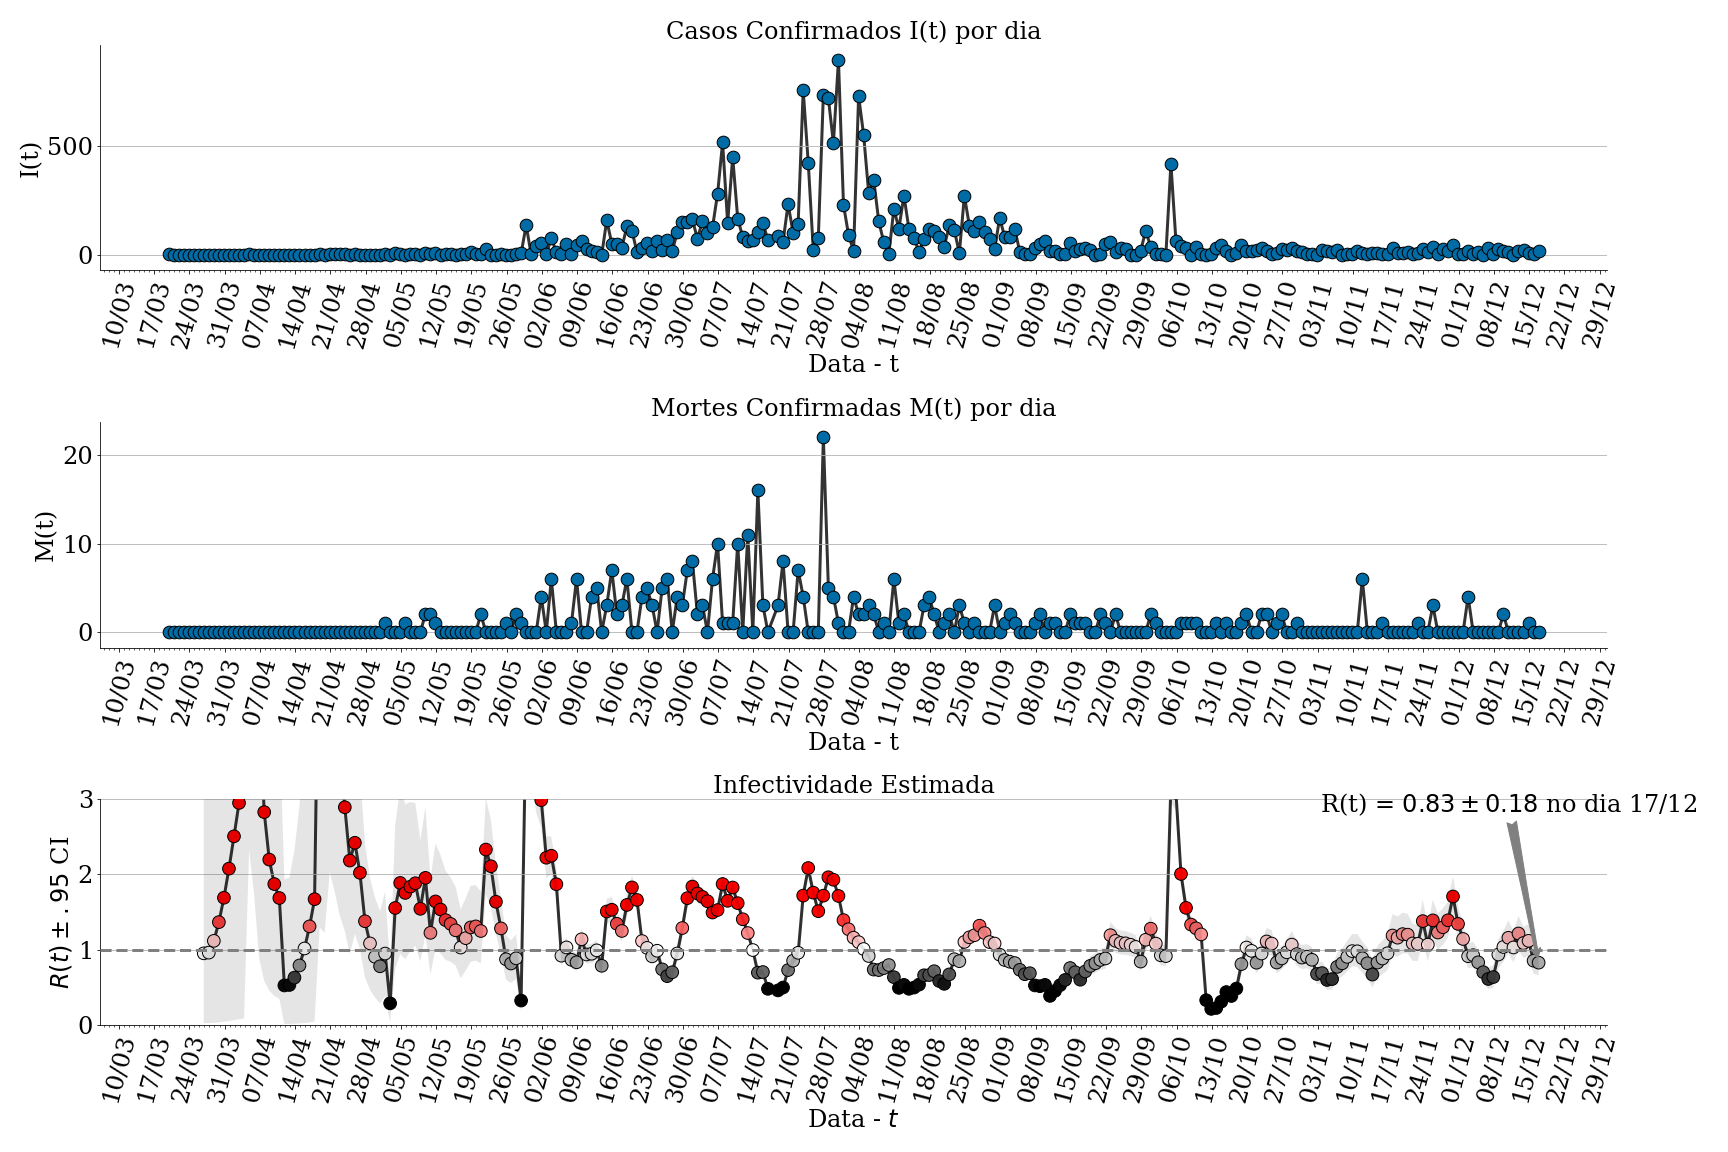 Casos Confirmados I(t) por dia
I(t)
500
0
10/03 17/03 24/03 31/03 07/04 14/04 21/04 28/04 05/05 12/05 19/05 26/05 02/06 09/06 16/06 23/06 30/06 07/07 14/07 21/07 28/07 04/08 11/08 18/08 25/08 01/09 08/09 15/09 22/09 29/09 06/10 13/10 20/10 27/10 03/11 10/11 17/11 24/11 01/12 08/12 15/12 22/12 29/12
Data - t
Mortes Confirmadas M(t) por dia
M(t)
20
10
0
10/03 17/03 24/03 31/03 07/04 14/04 21/04 28/04 05/05 12/05 19/05 26/05 02/06 09/06 16/06 23/06 30/06 07/07 14/07 21/07 28/07 04/08 11/08 18/08 25/08 01/09 08/09 15/09 22/09 29/09 06/10 13/10 20/10 27/10 03/11 10/11 17/11 24/11 01/12 08/12 15/12 22/12 29/12
Data - t
Infectividade Estimada
R(t) = 0.83 ± 0.18 no dia 17/12
R(t) ± .95 CI
3
2
1
0
10/03 17/03 24/03 31/03 07/04 14/04 21/04 28/04 05/05 12/05 19/05 26/05 02/06 09/06 16/06 23/06 30/06 07/07 14/07 21/07 28/07 04/08 11/08 18/08 25/08 01/09 08/09 15/09 22/09 29/09 06/10 13/10 20/10 27/10 03/11 10/11 17/11 24/11 01/12 08/12 15/12 22/12 29/12
Data - t